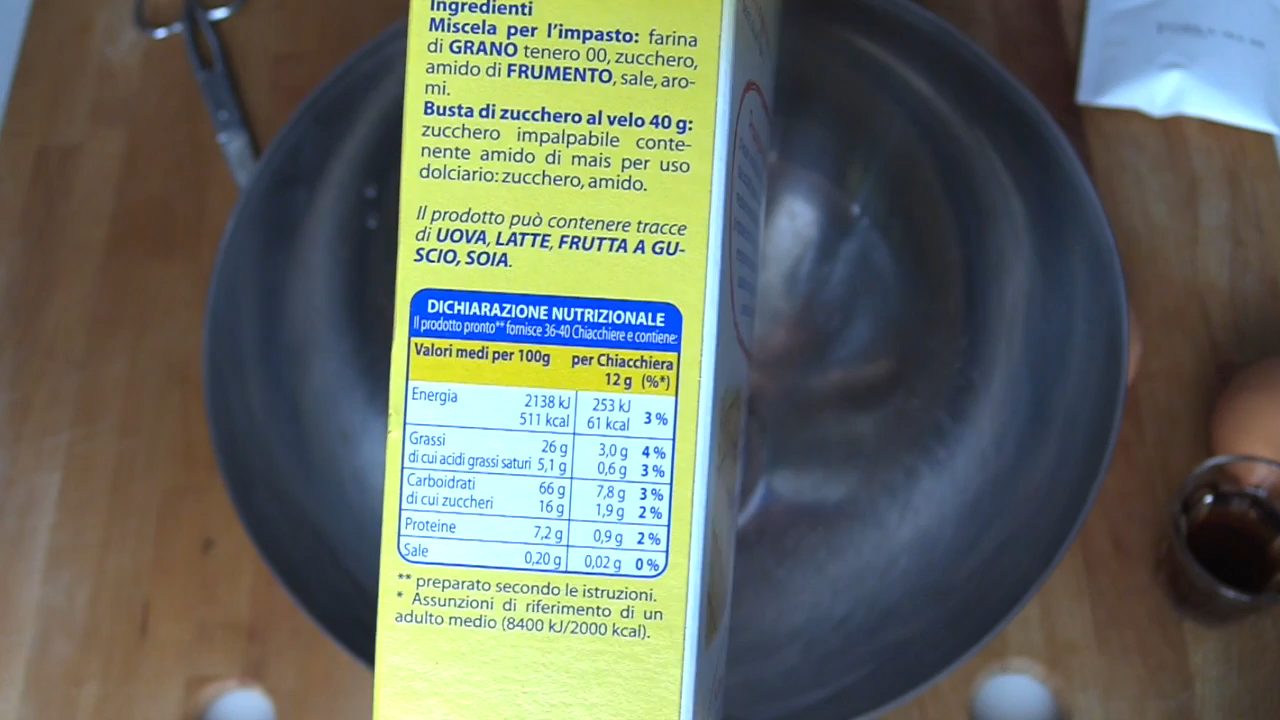 Ingredienti
Miscela per l'impasto: farina
di GRANO tenero 00, zucchero,
amido di FRUMENTO, sale, aro-
mi.
Busta di zucchero al velo 40 g:
zucchero impalpabile conte-
nente amido di mais per uso
dolciario: zucchero, amido.
Il prodotto può contenere tracce
di UOVA, LATTE, FRUTTA A GU-
SCIO, SOIA.
DICHIARAZIONE NUTRIZIONALE
Il prodotto pronto** fornisce 36-40 Chiacchiere e contiene:
Valori medi per 100g per Chiacchiera
12 g (%*)
Energia 2138 kJ 253 kJ
511 kcal 61 kcal 3 %
Grassi 26 g 3,0 g 4 %
di cui acidi grassi saturi 5,1 g 0,6 g 3 %
Carboidrati 66 g 7,8 g 3 %
di cui zuccheri 16 g 1,9 g 2 %
Proteine 7,2 g 0,9 g 2 %
Sale 0,20 g 0,02 g 0 %
** preparato secondo le istruzioni.
* Assunzioni di riferimento di un
adulto medio (8400 kJ/2000 kcal).